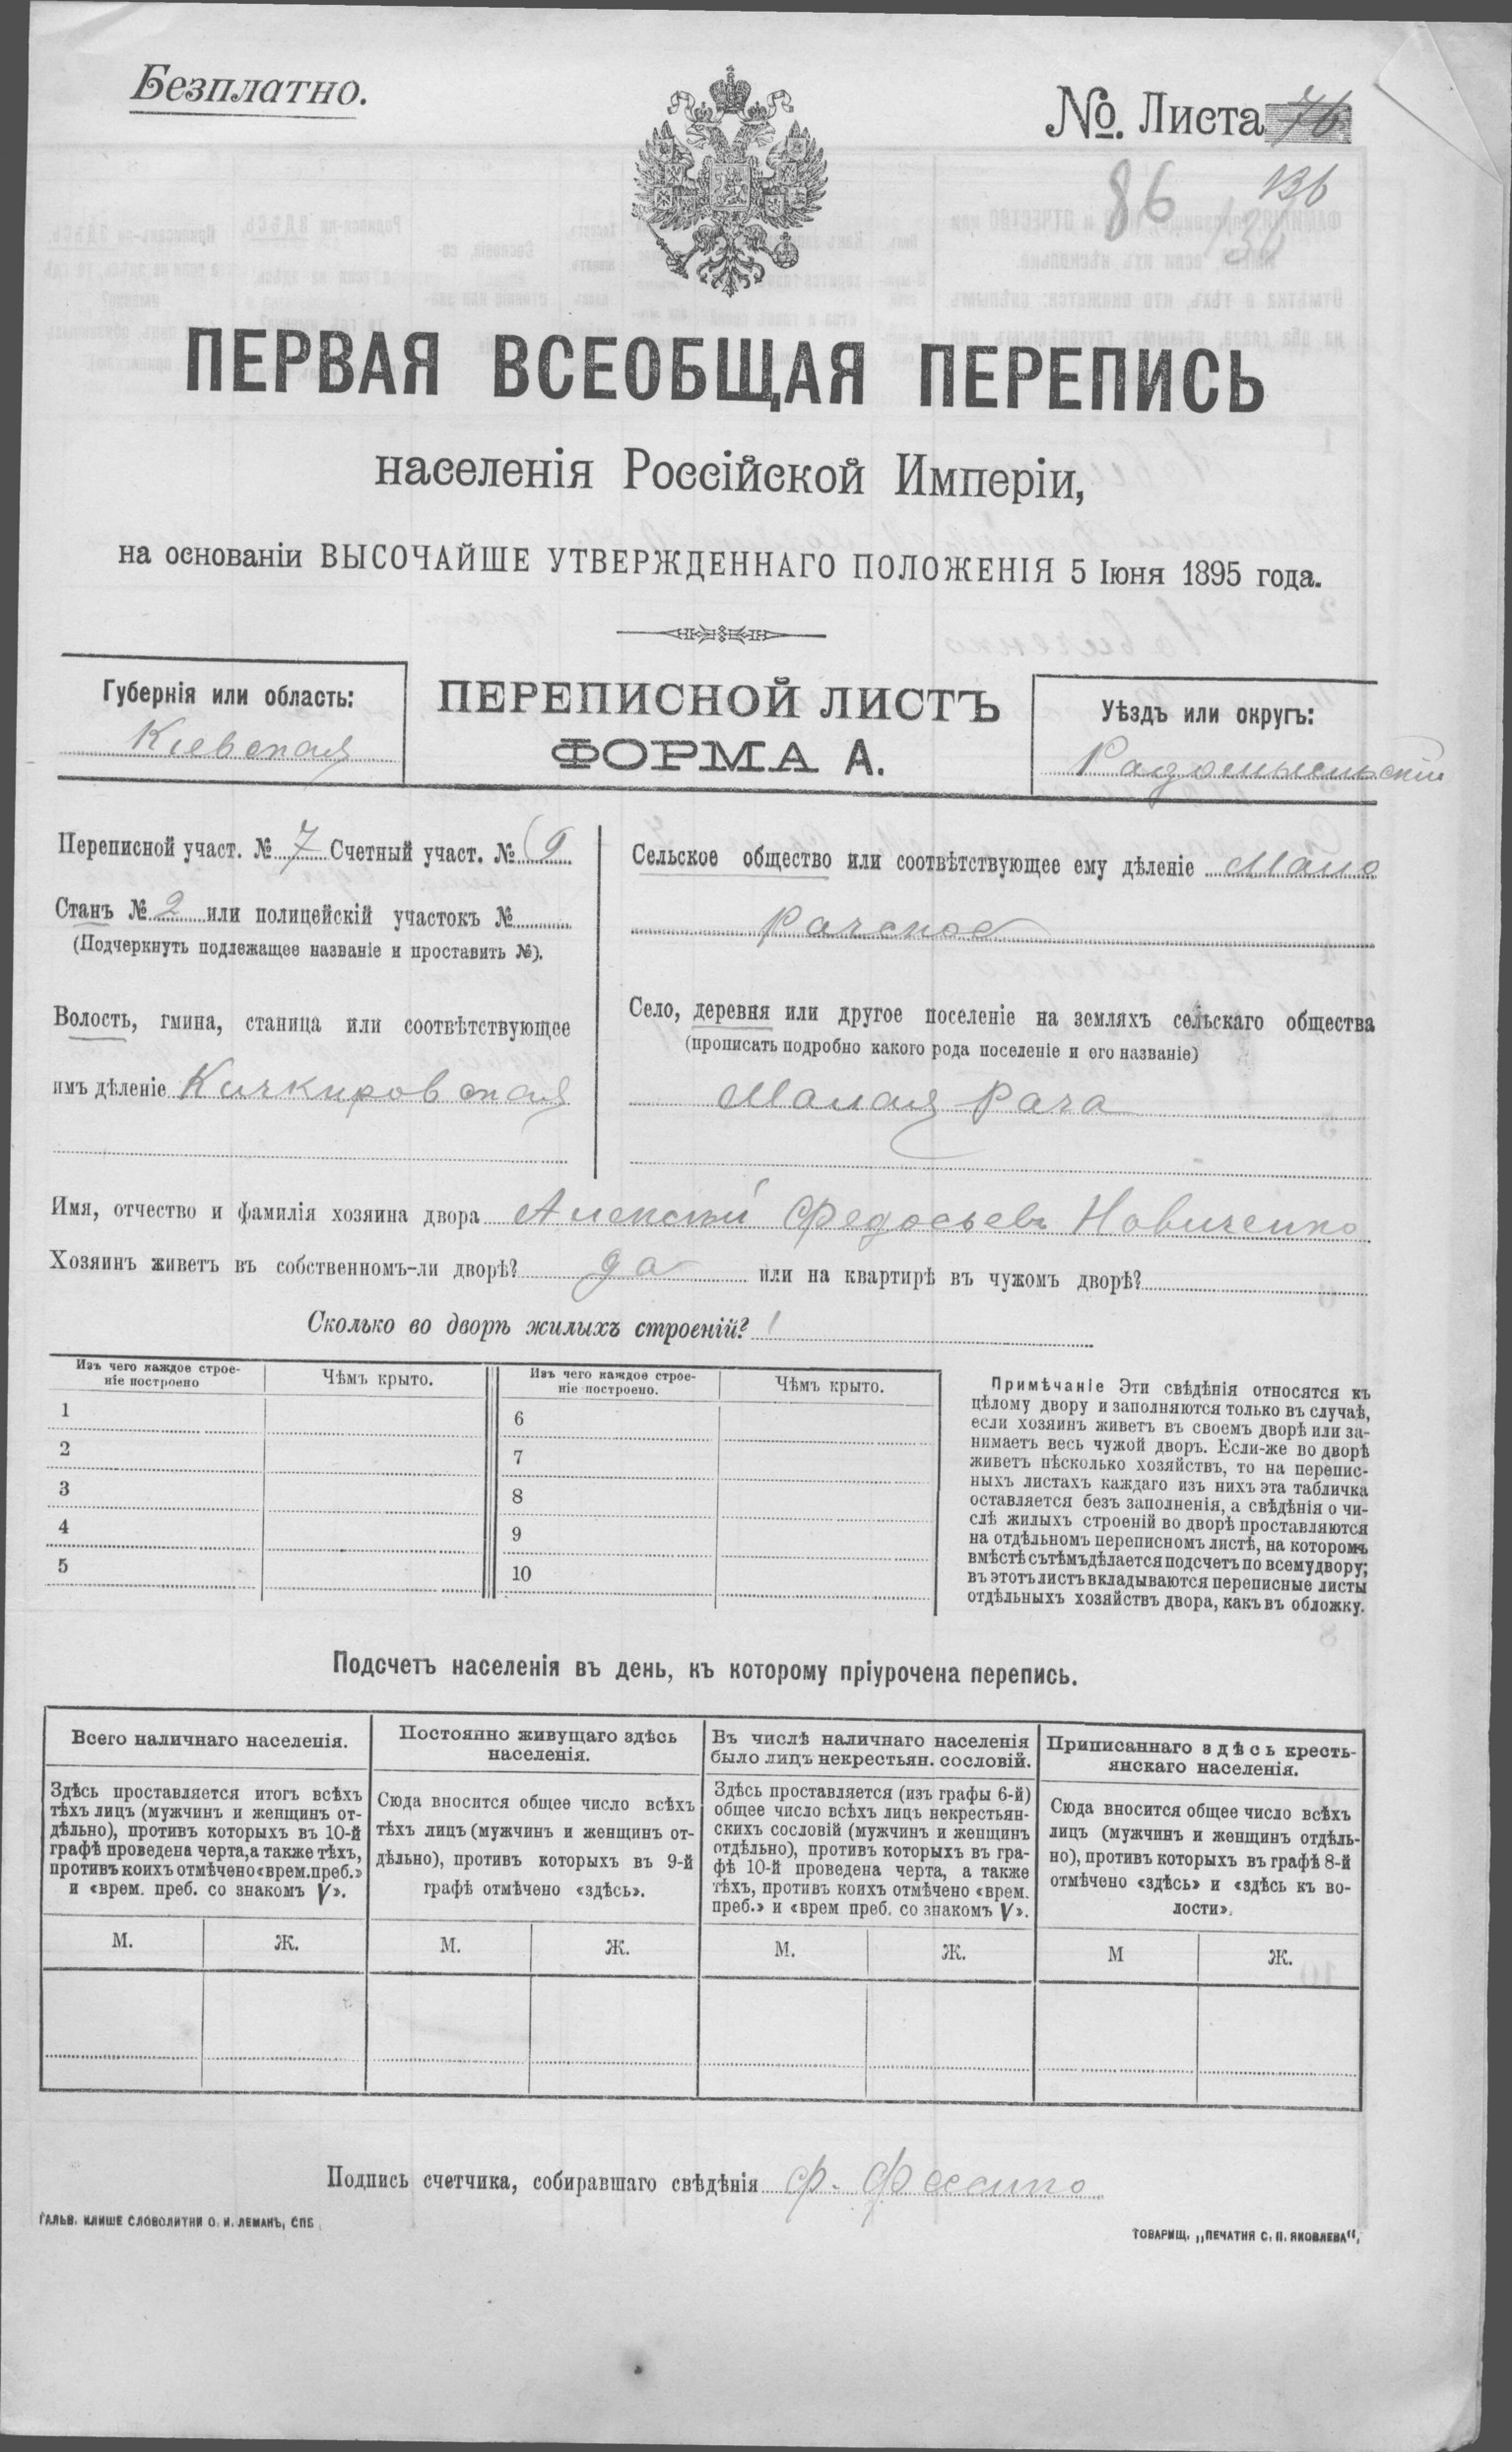 Безплатно.
№. Листа 76
86 136
136
ПЕРВАЯ ВСЕОБЩАЯ ПЕРЕПИСЬ
населенія Россійской Имперіи,
на основаніи ВЫСОЧАЙШЕ УТВЕРЖДЕННАГО ПОЛОЖЕНІЯ 5 Іюня 1895 года.
Губернія или область:
Кіевская
ПЕРЕПИСНОЙ ЛИСТЪ
ФОРМА А.
Уѣздъ или округъ:
Радомысльскій
Переписной участ. № 7 Счетный участ. № 9
Станъ № 2 или полицейскій участокъ №
(Подчеркнуть подлежащее названіе и проставить №).
Волость, гмина, станица или соотвѣтствующее
имъ дѣленіе Кичкировская
Сельское общество или соотвѣтствующее ему дѣленіе Мало
Рачское
Село, деревня или другое поселеніе на земляхъ сельскаго общества
(прописать подробно какого рода поселеніе и его названіе)
Малая Рача
Имя, отчество и фамилія хозяина двора Алексѣй Федосьевъ Новиченко
Хозяинъ живетъ въ собственномъ-ли дворѣ? да или на квартирѣ въ чужомъ дворѣ?
Сколько во дворѣ жилыхъ строеній? 1
Изъ чего каждое строе-
ніе построено
Чѣмъ крыто.
Изъ чего каждое строе-
ніе построено.
Чѣмъ крыто.
1
2
3
4
5
6
7
8
9
10
Примѣчаніе Эти свѣдѣнія относятся къ
цѣлому двору и заполняются только въ случаѣ,
если хозяинъ живетъ въ своемъ дворѣ или за-
нимаетъ весь чужой дворъ. Если-же во дворѣ
живетъ нѣсколько хозяйствъ, то на перепис-
ныхъ листахъ каждаго изъ нихъ эта табличка
оставляется безъ заполненія, а свѣдѣнія о чи-
слѣ жилыхъ строеній во дворѣ проставляются
на отдѣльномъ переписномъ листѣ, на которомъ
вмѣстѣ съ тѣмъ дѣлается подсчетъ по всему двору;
въ этотъ листъ вкладываются переписные листы
отдѣльныхъ хозяйствъ двора, какъ въ обложку.
Подсчетъ населенія въ день, къ которому пріурочена перепись.
Всего наличнаго населенія.
Здѣсь проставляется итогъ всѣхъ
тѣхъ лицъ (мужчинъ и женщинъ от-
дѣльно), противъ которыхъ въ 10-й
графѣ проведена черта, а также тѣхъ,
противъ коихъ отмѣчено «врем. преб.»
и «врем. преб. со знакомъ V».
М. Ж.
Постоянно живущаго здѣсь
населенія.
Сюда вносится общее число всѣхъ
тѣхъ лицъ (мужчинъ и женщинъ от-
дѣльно), противъ которыхъ въ 9-й
графѣ отмѣчено «здѣсь».
М. Ж.
Въ числѣ наличнаго населенія
было лицъ некрестьян. сословій.
Здѣсь проставляется (изъ графы 6-й)
общее число всѣхъ лицъ некрестьян-
скихъ сословій (мужчинъ и женщинъ
отдѣльно), противъ которыхъ въ гра-
фѣ 10-й проведена черта, а также
тѣхъ, противъ коихъ отмѣчено «врем.
преб.» и «врем преб. со знакомъ V».
М. Ж.
Приписаннаго здѣсь кресть-
янскаго населенія.
Сюда вносится общее число всѣхъ
лицъ (мужчинъ и женщинъ отдѣль-
но), противъ которыхъ въ графѣ 8-й
отмѣчено «здѣсь» и «здѣсь къ во-
лости».
М Ж.
Подпись счетчика, собиравшаго свѣдѣнія Ф.
ГАЛЬВ. КЛИШЕ СЛОВОЛИТНИ О. И. ЛЕМАНЪ, СПБ
ТОВАРИЩ. „ПЕЧАТНЯ С. П. ЯКОВЛЕВА“,